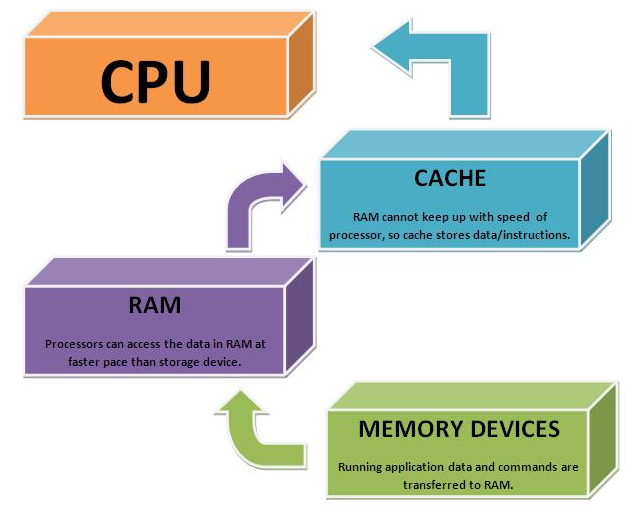 CPU
CACHE
RAM cannot keep up with speed of
processor, so cache stores data/instructions.
RAM
Processors can access the data in RAM at
faster pace than storage device.
MEMORY DEVICES
Running application data and commands are
transferred to RAM.